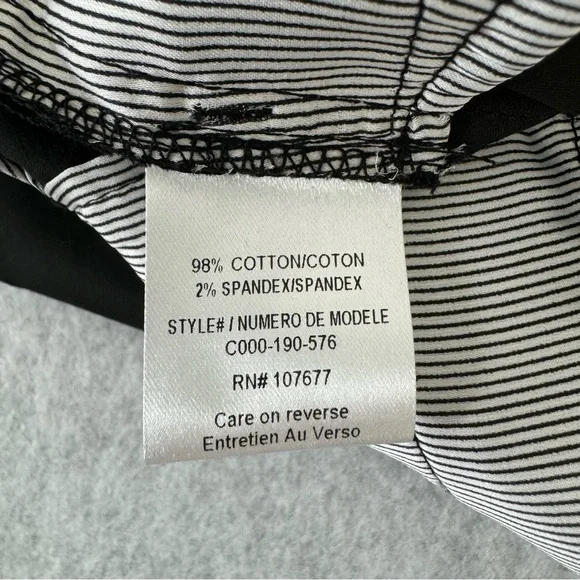 98% COTTON/COTON
2% SPANDEX/SPANDEX
STYLE# / NUMERO DE MODELE
C000-190-576
RN# 107677
Care on reverse
Entretien Au Verso